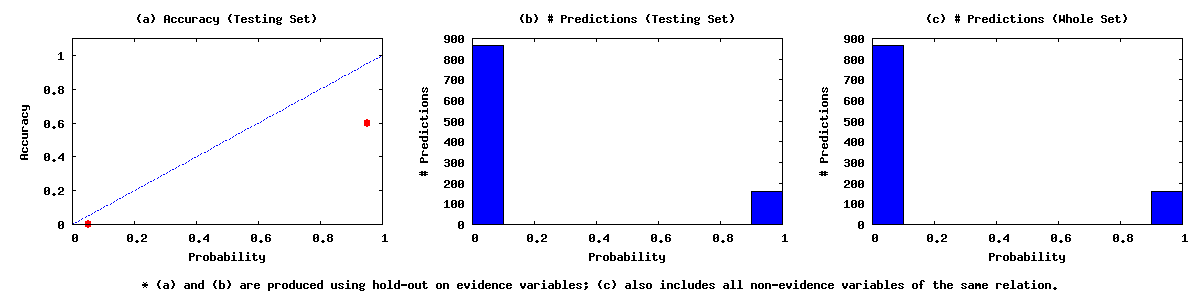 (a) Accuracy (Testing Set)
(b) # Predictions (Testing Set)
(c) # Predictions (Whole Set)
Accuracy
1
0.8
0.6
0.4
0.2
0
0 0.2 0.4 0.6 0.8 1
Probability
# Predictions
900
800
700
600
500
400
300
200
100
0
0 0.2 0.4 0.6 0.8 1
Probability
# Predictions
900
800
700
600
500
400
300
200
100
0
0 0.2 0.4 0.6 0.8 1
Probability
* (a) and (b) are produced using hold-out on evidence variables; (c) also includes all non-evidence variables of the same relation.